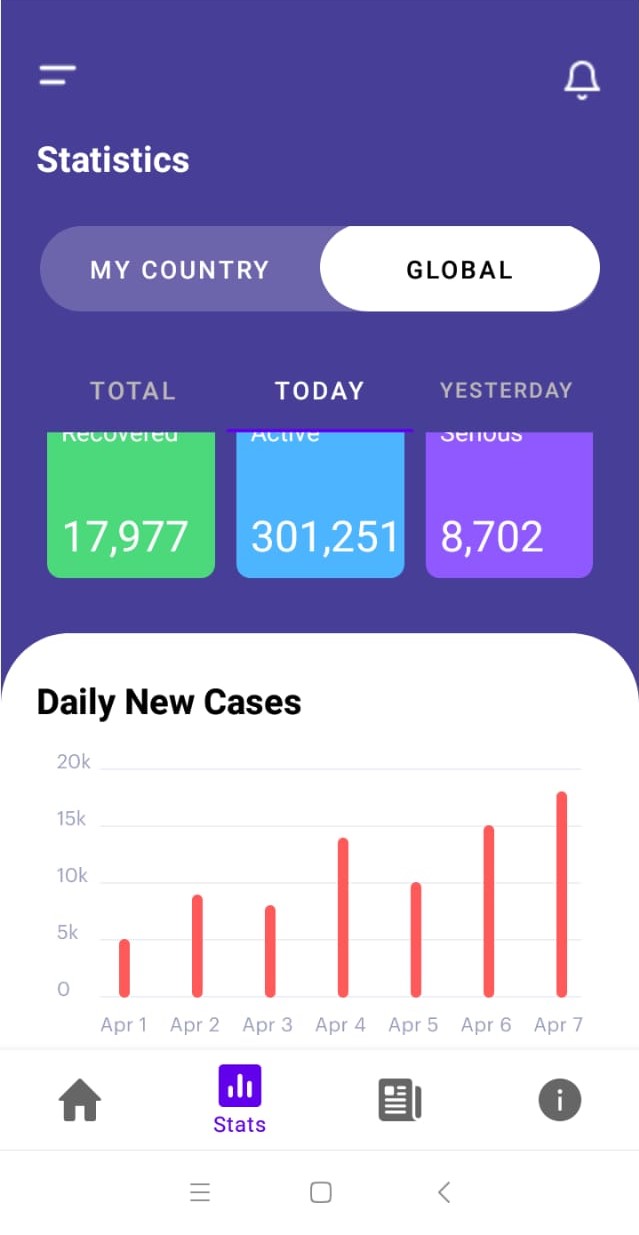 Statistics
MY COUNTRY GLOBAL
TOTAL TODAY YESTERDAY
Recovered Active Serious
17,977 301,251 8,702
Daily New Cases
20k
15k
10k
5k
0
Apr 1 Apr 2 Apr 3 Apr 4 Apr 5 Apr 6 Apr 7
Stats